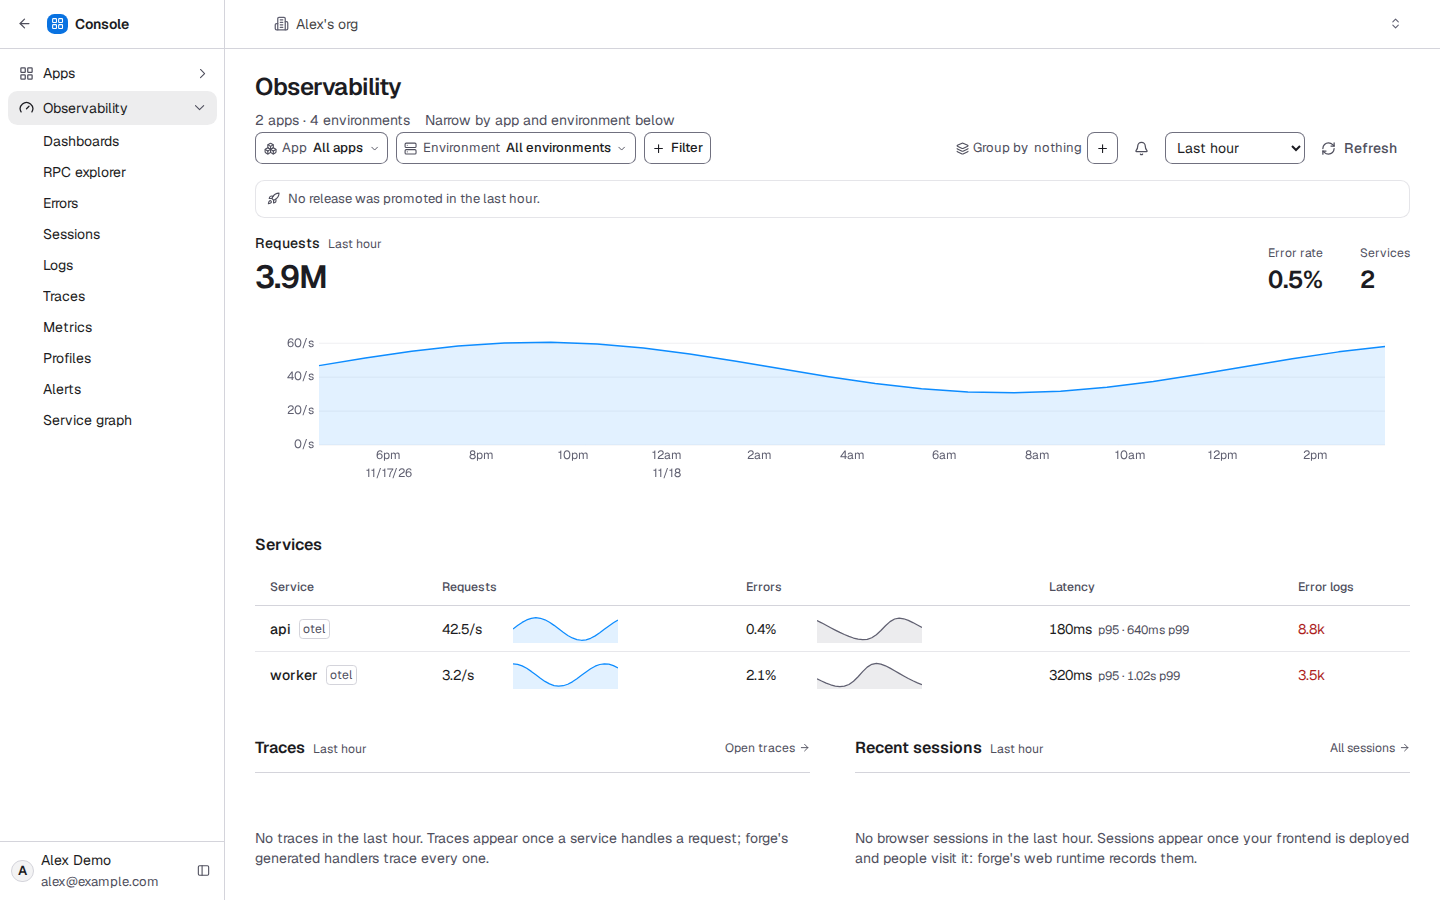 Console
Alex's org
Apps
Observability
Dashboards
RPC explorer
Errors
Sessions
Logs
Traces
Metrics
Profiles
Alerts
Service graph
Alex Demo
A
alex@example.com
Observability
2 apps · 4 environments Narrow by app and environment below
App All apps Environment All environments + Filter Group by nothing + Last hour Refresh
No release was promoted in the last hour.
Requests Last hour
3.9M
Error rate Services
0.5% 2
60/s
40/s
20/s
0/s
6pm 8pm 10pm 12am 2am 4am 6am 8am 10am 12pm 2pm
11/17/26 11/18
Services
Service Requests Errors Latency Error logs
api otel 42.5/s 0.4% 180ms p95 · 640ms p99 8.8k
worker otel 3.2/s 2.1% 320ms p95 · 1.02s p99 3.5k
Traces Last hour Open traces →
No traces in the last hour. Traces appear once a service handles a request; forge's
generated handlers trace every one.
Recent sessions Last hour All sessions →
No browser sessions in the last hour. Sessions appear once your frontend is deployed
and people visit it: forge's web runtime records them.